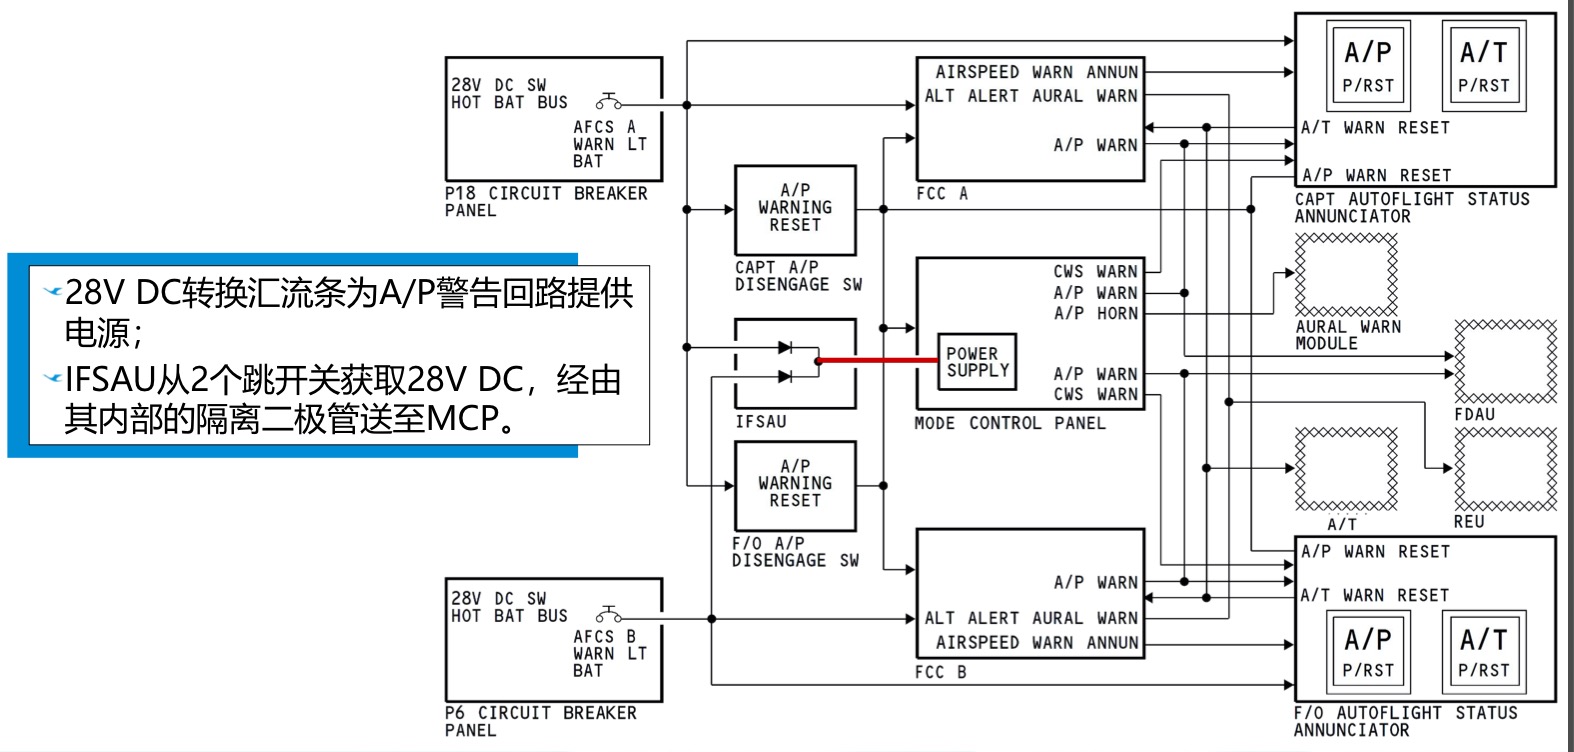 28V DC SW
HOT BAT BUS
AFCS A
WARN LT
BAT
P18 CIRCUIT BREAKER
PANEL
28V DC转换汇流条为A/P警告回路提供
电源；
IFSAU从2个跳开关获取28V DC，经由
其内部的隔离二极管送至MCP。
28V DC SW
HOT BAT BUS
AFCS B
WARN LT
BAT
P6 CIRCUIT BREAKER
PANEL
A/P
WARNING
RESET
CAPT A/P
DISENGAGE SW
IFSAU
A/P
WARNING
RESET
F/O A/P
DISENGAGE SW
AIRSPEED WARN ANNUN
ALT ALERT AURAL WARN
A/P WARN
FCC A
CWS WARN
A/P WARN
A/P HORN
POWER
SUPPLY
A/P WARN
CWS WARN
MODE CONTROL PANEL
A/P WARN
ALT ALERT AURAL WARN
AIRSPEED WARN ANNUN
FCC B
A/P
P/RST
A/T
P/RST
A/T WARN RESET
A/P WARN RESET
CAPT AUTOFLIGHT STATUS
ANNUNCIATOR
AURAL WARN
MODULE
FDAU
A/T
REU
A/P WARN RESET
A/T WARN RESET
A/P
P/RST
A/T
P/RST
F/O AUTOFLIGHT STATUS
ANNUNCIATOR